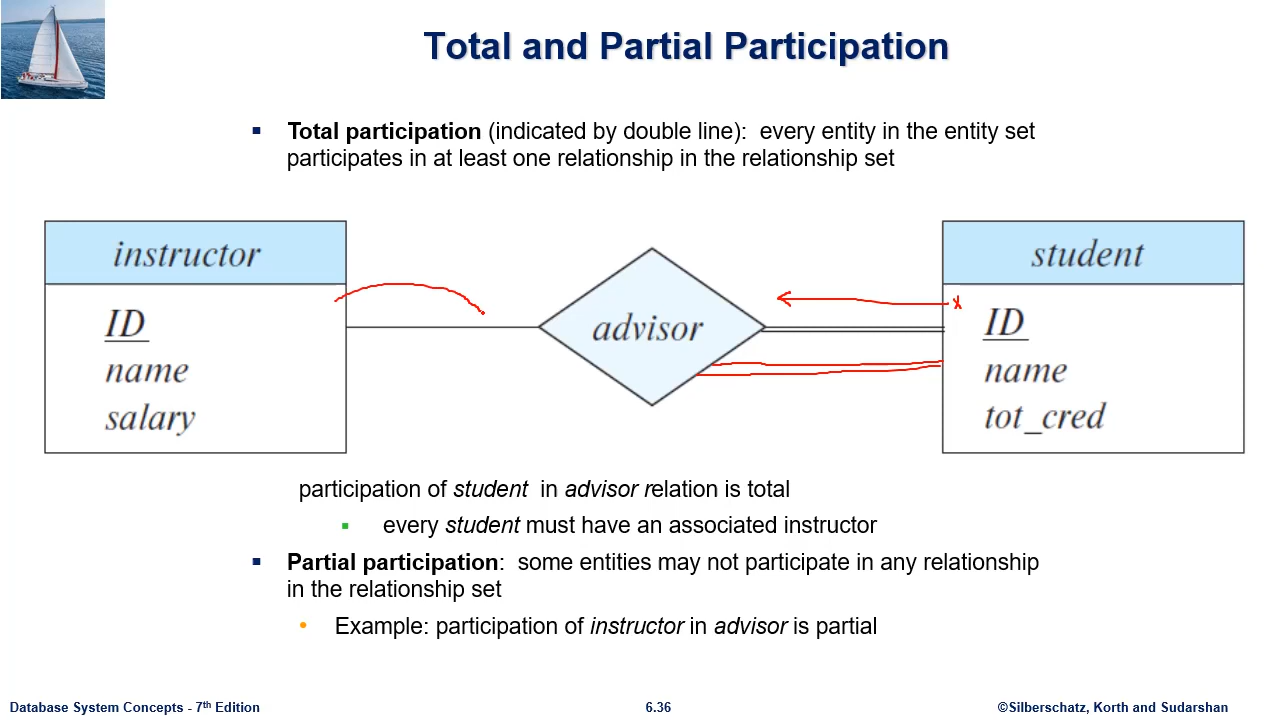 Total and Partial Participation
▪ Total participation (indicated by double line):  every entity in the entity set
participates in at least one relationship in the relationship set
instructor
ID
name
salary
advisor
student
ID
name
tot_cred
participation of student  in advisor relation is total
▪ every student must have an associated instructor
▪ Partial participation:  some entities may not participate in any relationship
in the relationship set
• Example: participation of instructor in advisor is partial
Database System Concepts - 7th Edition
6.36
©Silberschatz, Korth and Sudarshan